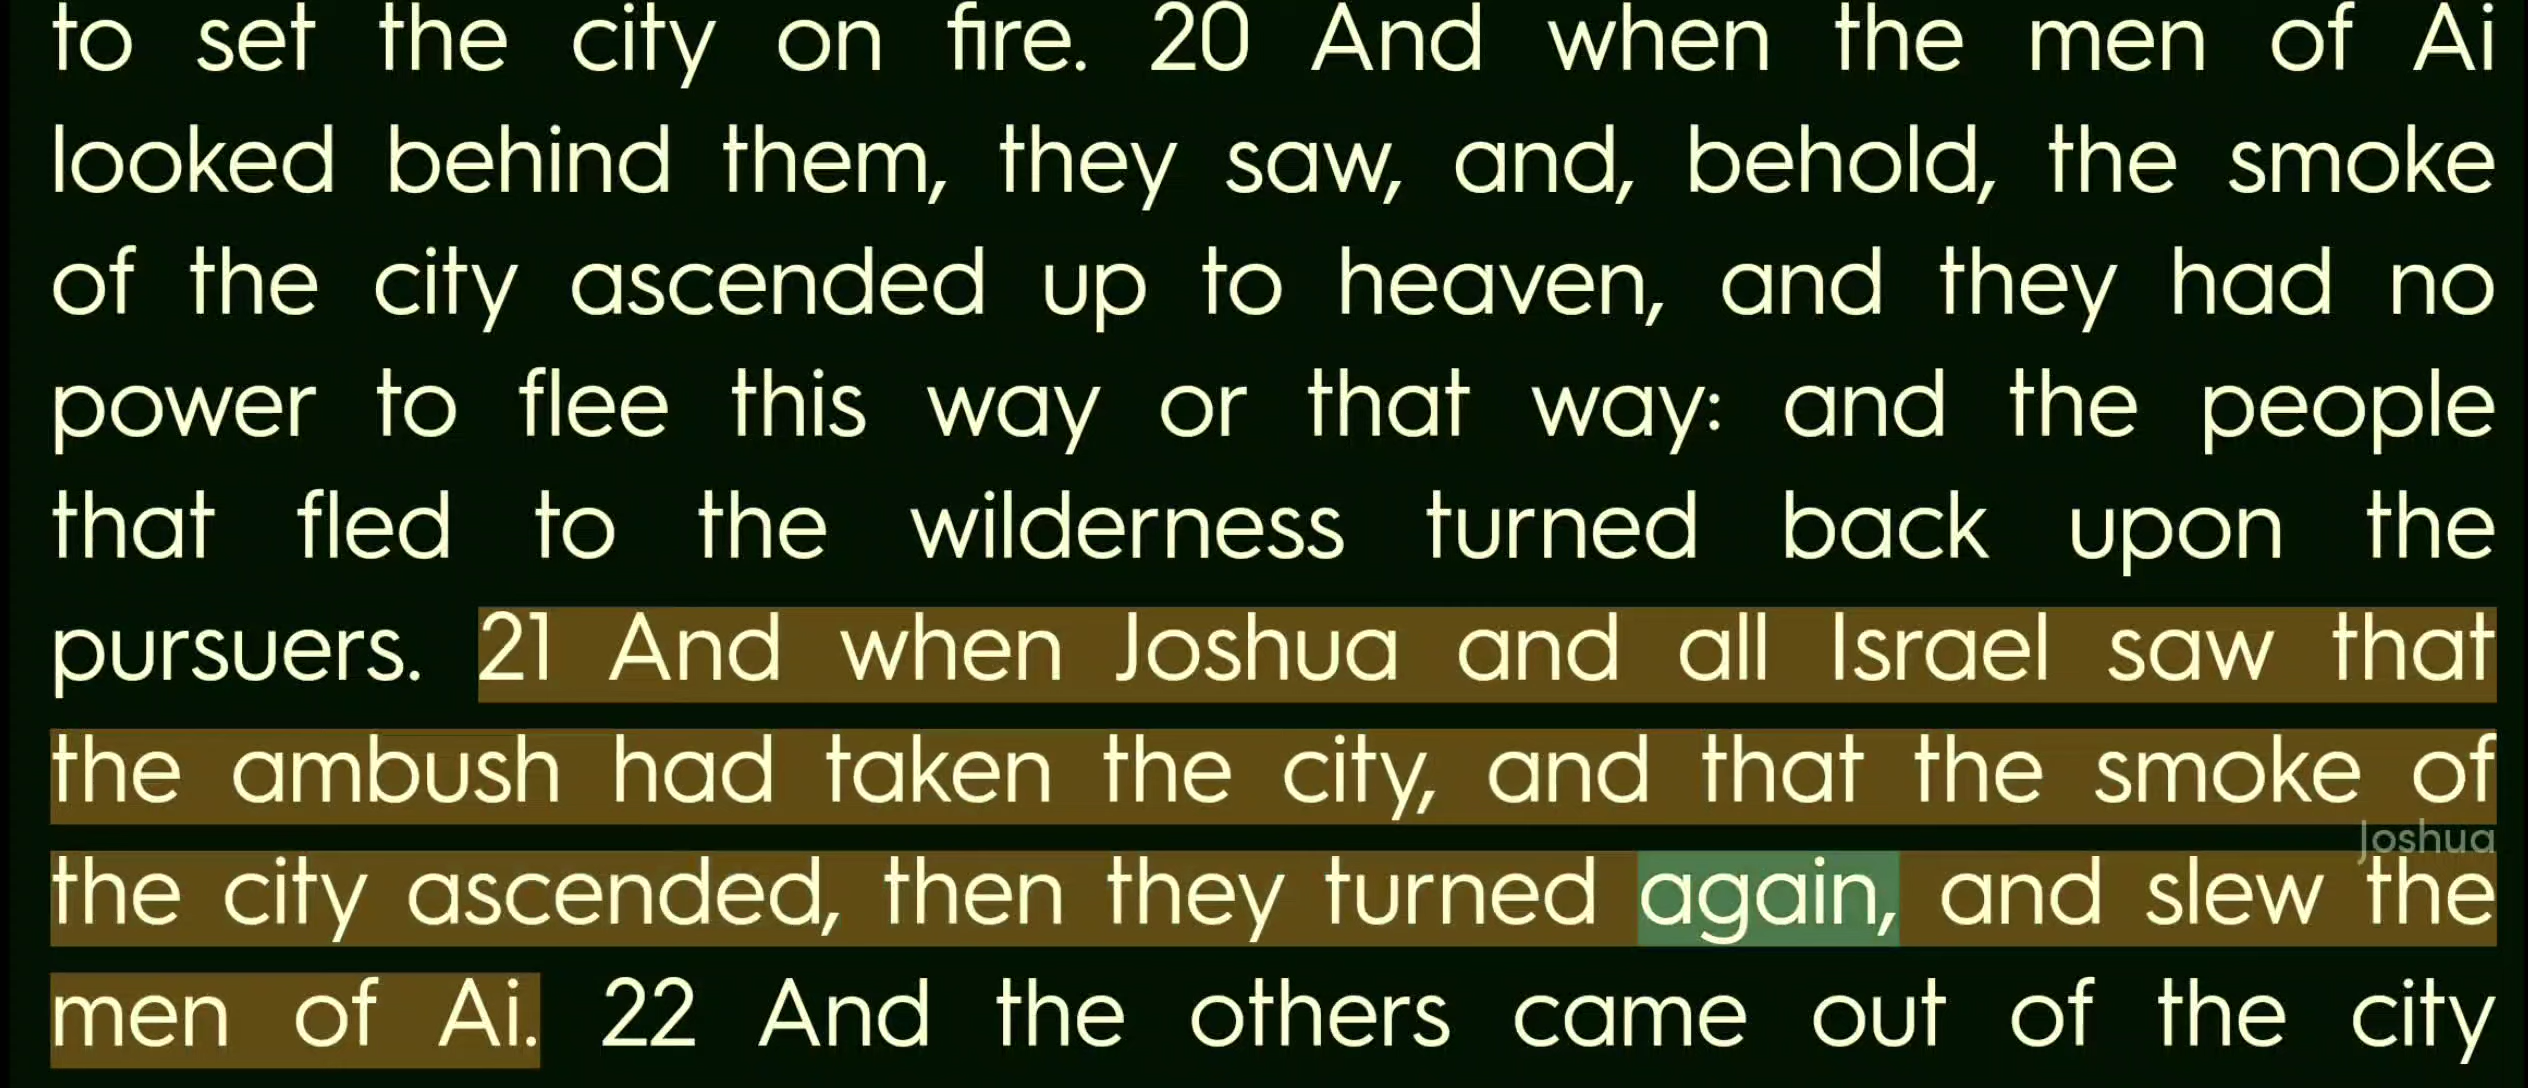 to set the city on fire. 20 And when the men of Ai
looked behind them, they saw, and, behold, the smoke
of the city ascended up to heaven, and they had no
power to flee this way or that way: and the people
that fled to the wilderness turned back upon the
pursuers. 21 And when Joshua and all Israel saw that
the ambush had taken the city, and that the smoke of
Joshua
the city ascended, then they turned again, and slew the
men of Ai. 22 And the others came out of the city